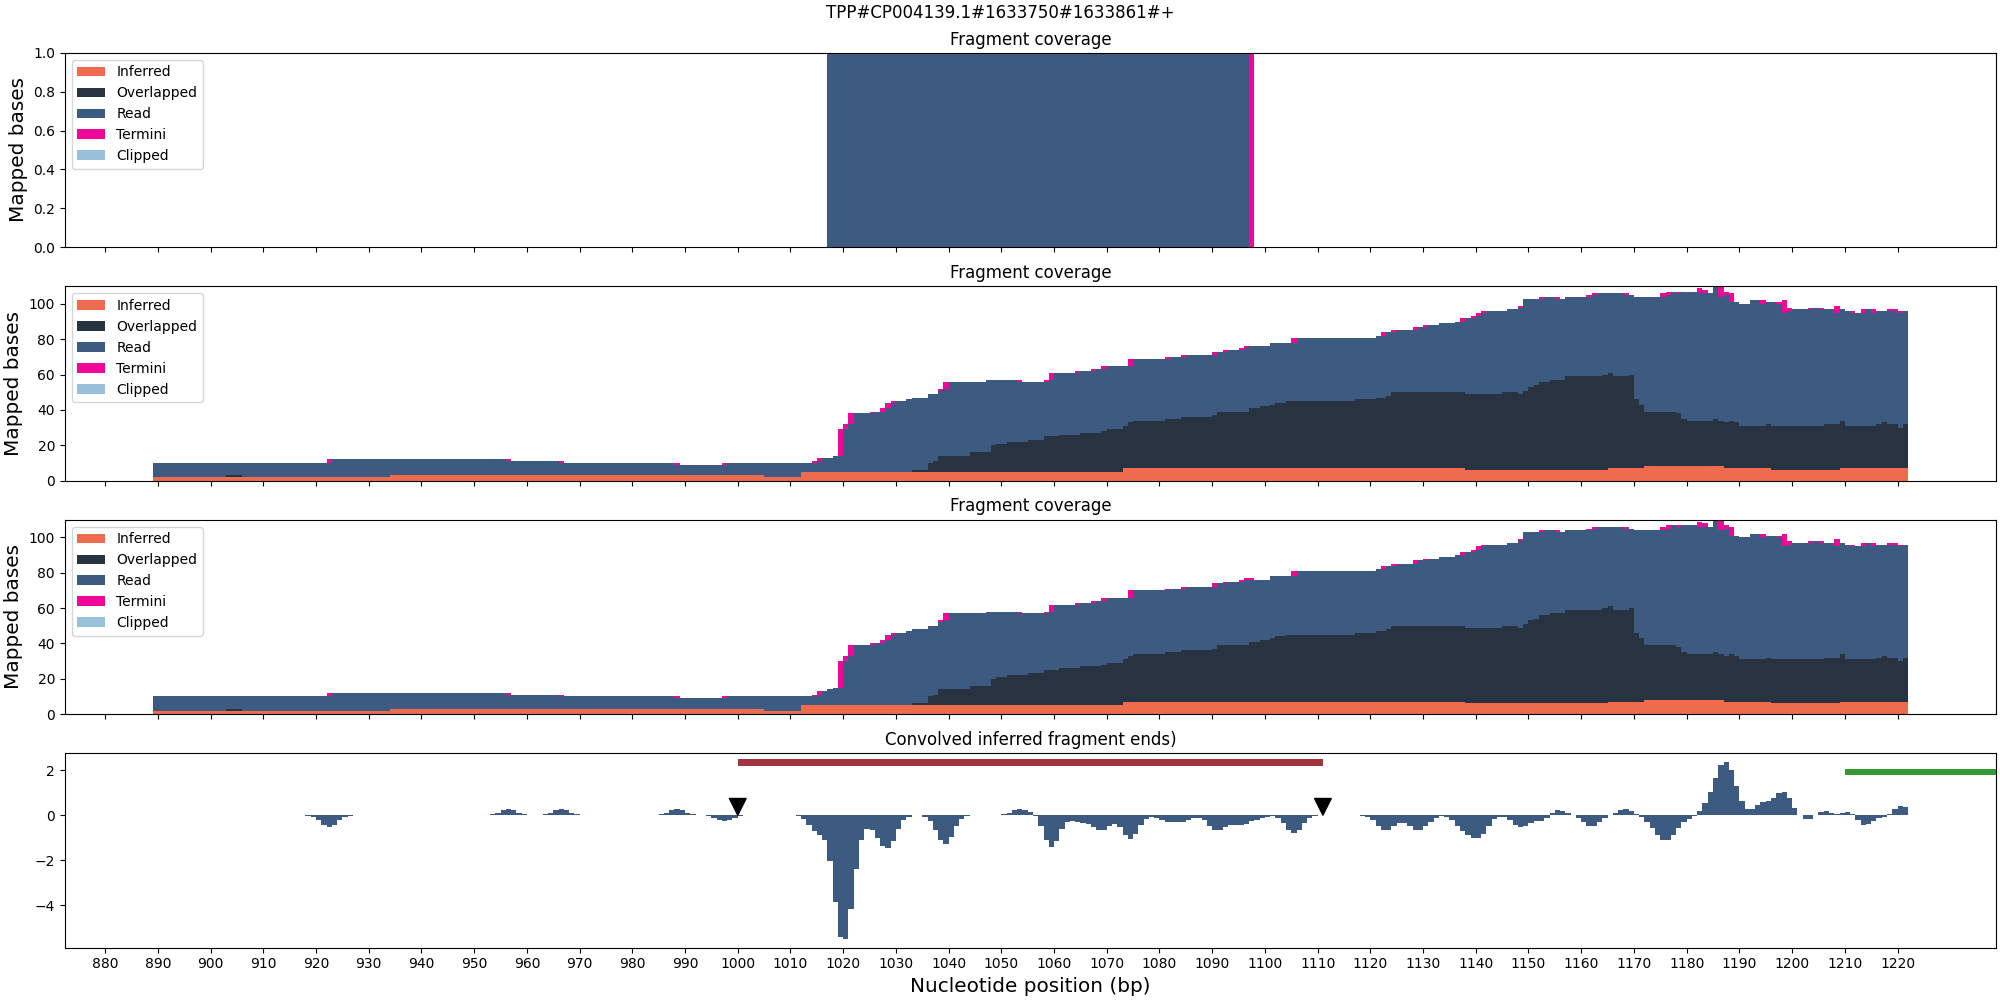 TPP#CP004139.1#1633750#1633861#+
Fragment coverage
Mapped bases
1.0
0.8
0.6
0.4
0.2
0.0
Inferred
Overlapped
Read
Termini
Clipped
Fragment coverage
Mapped bases
100
80
60
40
20
0
Inferred
Overlapped
Read
Termini
Clipped
Fragment coverage
Mapped bases
100
80
60
40
20
0
Inferred
Overlapped
Read
Termini
Clipped
Convolved inferred fragment ends)
2
0
−2
−4
880 890 900 910 920 930 940 950 960 970 980 990 1000 1010 1020 1030 1040 1050 1060 1070 1080 1090 1100 1110 1120 1130 1140 1150 1160 1170 1180 1190 1200 1210 1220
Nucleotide position (bp)